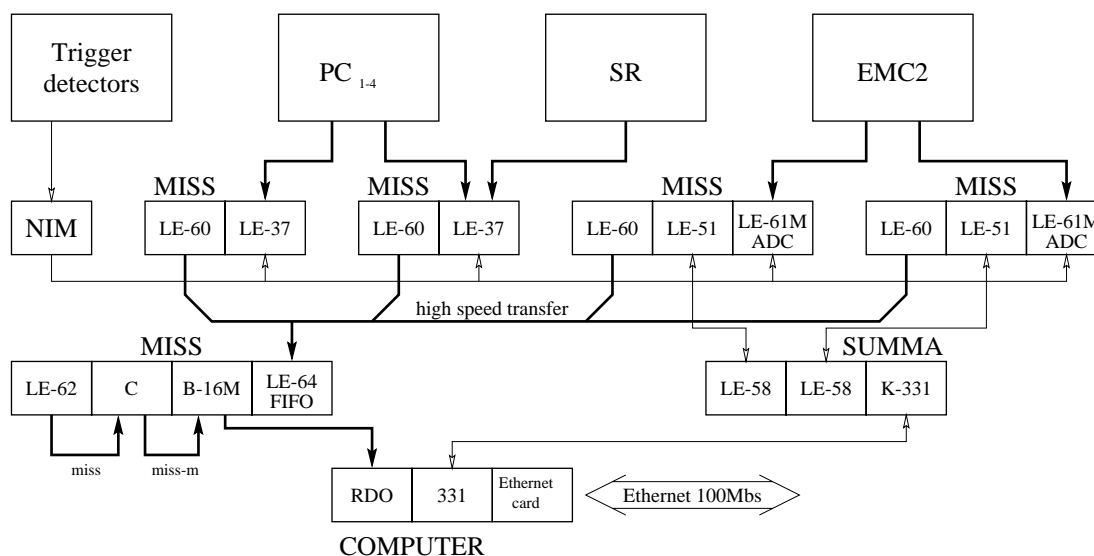 Trigger
detectors
PC 1-4
SR
EMC2
MISS
MISS
MISS
MISS
NIM
LE-60
LE-37
LE-60
LE-37
LE-60
LE-51
LE-61M
ADC
LE-60
LE-51
LE-61M
ADC
high speed transfer
MISS
SUMMA
LE-62
C
B-16M
LE-64
FIFO
LE-58
LE-58
K-331
miss
miss-m
RDO
331
Ethernet
card
Ethernet 100Mbs
COMPUTER